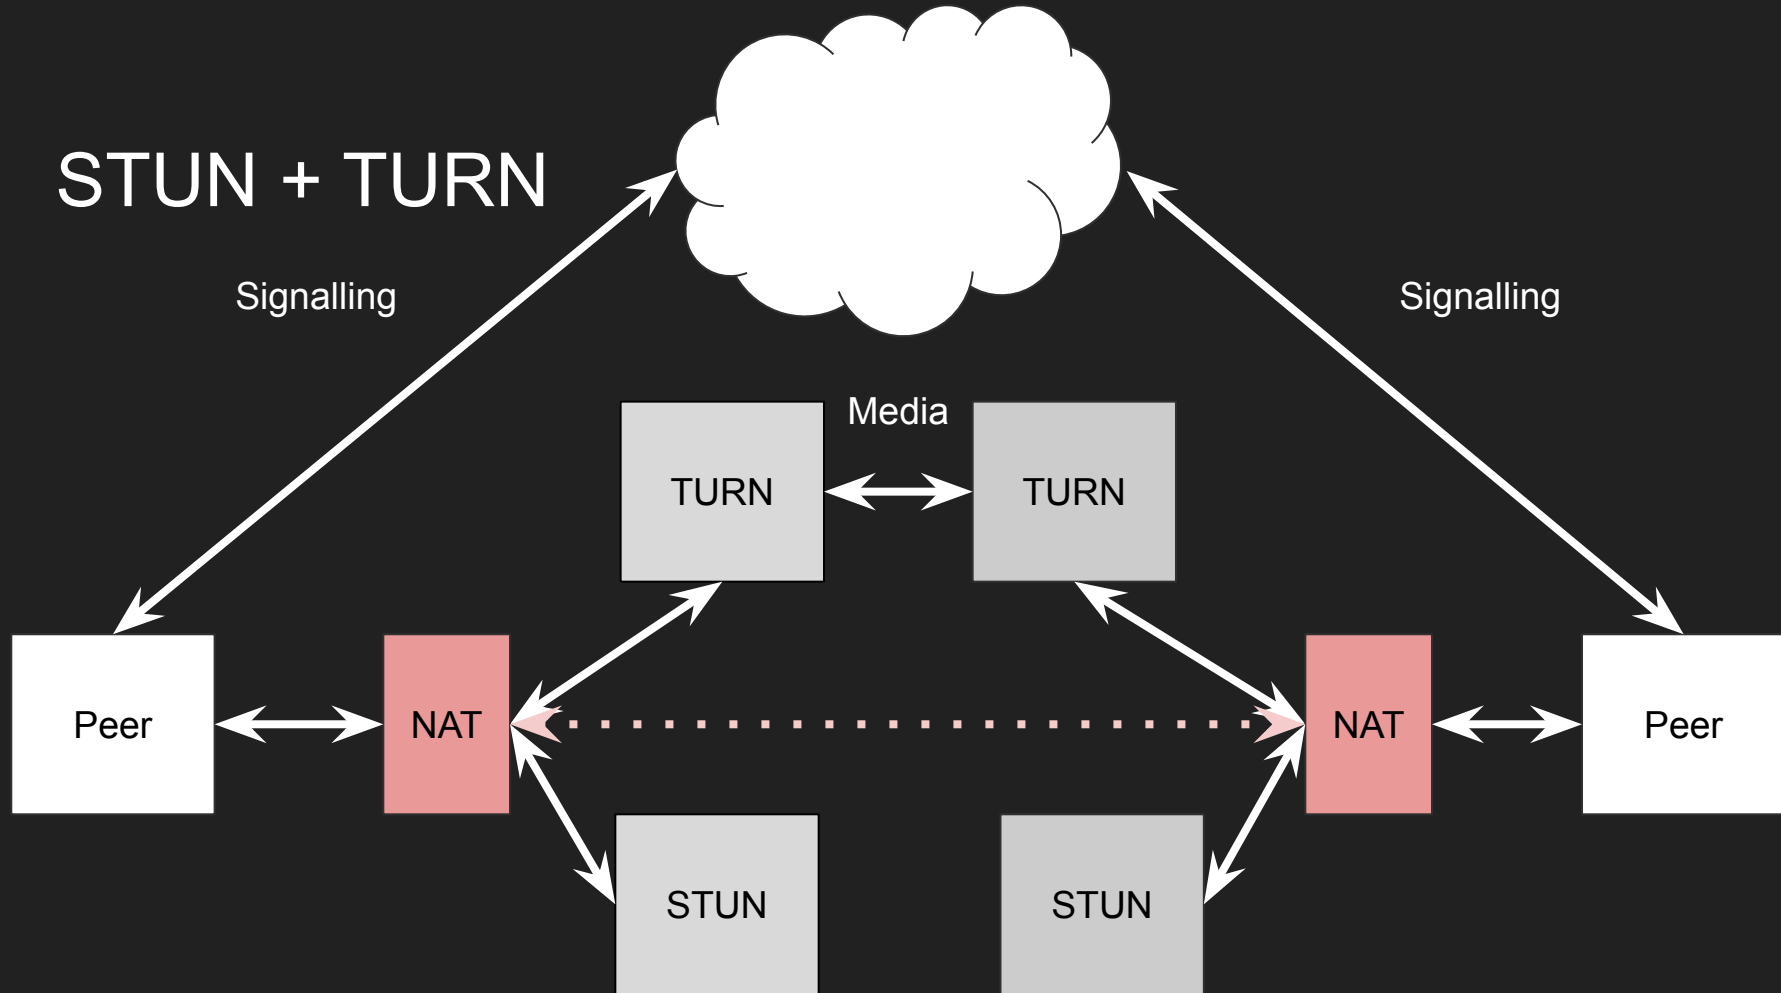 STUN + TURN
Signalling
Signalling
Media
TURN
TURN
Peer
NAT
NAT
Peer
STUN
STUN